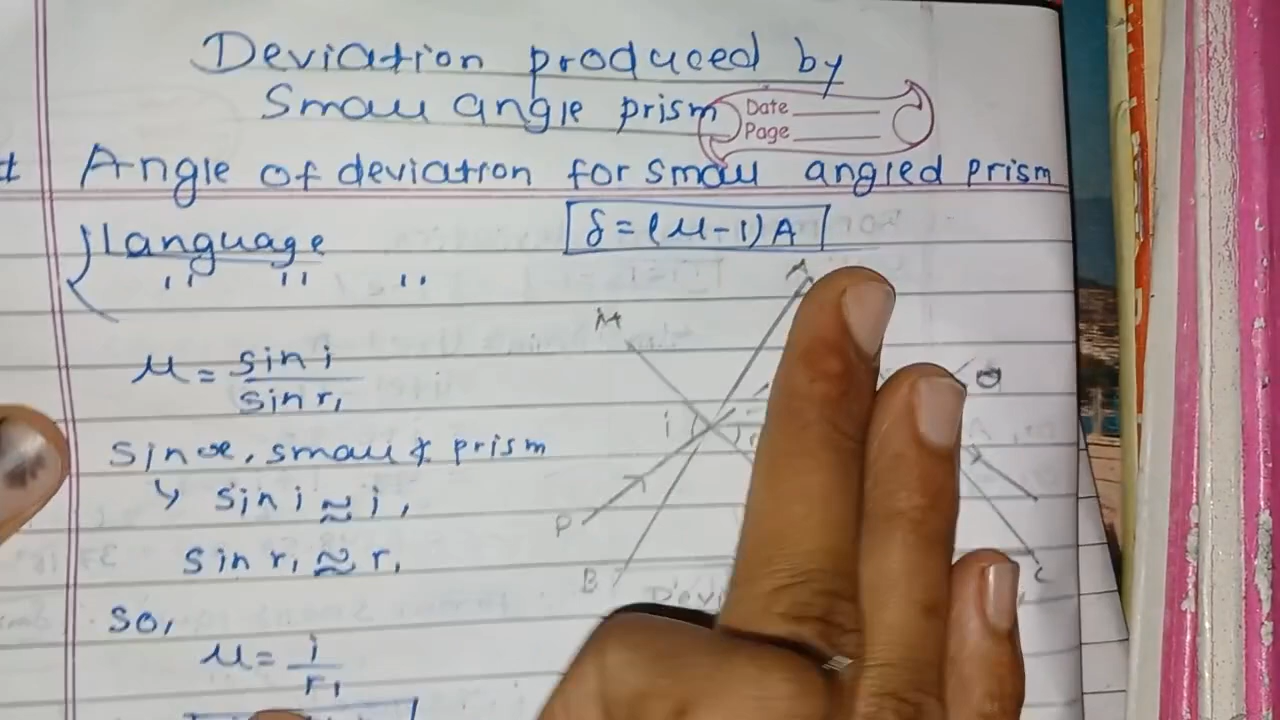 Deviation produced by
Small angle prism
Date
Page
Angle of deviation for small angled prism
Language
δ = (μ-1) A
" " "
A
M
μ = sin i / sin r₁
i
Since, small ∡ prism
↳ sin i ≈ i,
P
sin r₁ ≈ r₁
B
C
So,
μ = i / r₁